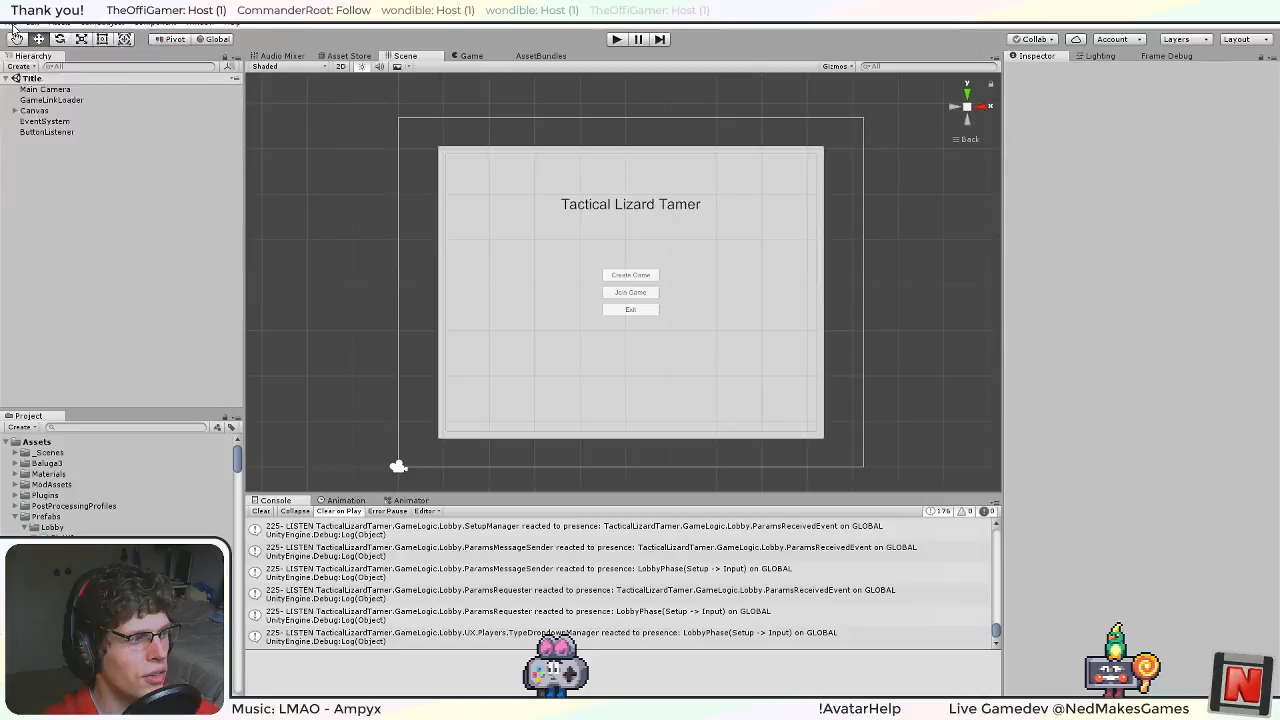 Thank you! TheOffiGamer: Host (1) CommanderRoot: Follow wondible: Host (1) wondible: Host (1) TheOffiGamer: Host (1)
Pivot Global Collab Account Layers Layout
Hierarchy Audio Mixer Asset Store Scene Game AssetBundles Inspector Lighting Frame Debug
Create All Shaded 2D Gizmos All
Title
Main Camera
GameLinkLoader
Canvas
EventSystem
ButtonListener
y
x
Back
Tactical Lizard Tamer
Create Game
Join Game
Exit
Project
Create
Assets
_Scenes
Baluga3
Materials
ModAssets
Plugins
PostProcessingProfiles
Prefabs
Lobby
Console Animation Animator
Clear Collapse Clear on Play Error Pause Editor 176 0 0
225- LISTEN TacticalLizardTamer.GameLogic.Lobby.SetupManager reacted to presence: TacticalLizardTamer.GameLogic.Lobby.ParamsReceivedEvent on GLOBAL
UnityEngine.Debug:Log(Object)
225- LISTEN TacticalLizardTamer.GameLogic.Lobby.ParamsMessageSender reacted to presence: TacticalLizardTamer.GameLogic.Lobby.ParamsReceivedEvent on GLOBAL
UnityEngine.Debug:Log(Object)
225- LISTEN TacticalLizardTamer.GameLogic.Lobby.ParamsMessageSender reacted to presence: LobbyPhase(Setup -> Input) on GLOBAL
UnityEngine.Debug:Log(Object)
225- LISTEN TacticalLizardTamer.GameLogic.Lobby.ParamsRequester reacted to presence: TacticalLizardTamer.GameLogic.Lobby.ParamsReceivedEvent on GLOBAL
UnityEngine.Debug:Log(Object)
225- LISTEN TacticalLizardTamer.GameLogic.Lobby.ParamsRequester reacted to presence: LobbyPhase(Setup -> Input) on GLOBAL
UnityEngine.Debug:Log(Object)
225- LISTEN TacticalLizardTamer.GameLogic.Lobby.UX.Players.TypeDropdownManager reacted to presence: LobbyPhase(Setup -> Input) on GLOBAL
UnityEngine.Debug:Log(Object)
N
Music: LMAO - Ampyx !AvatarHelp Live Gamedev @NedMakesGames